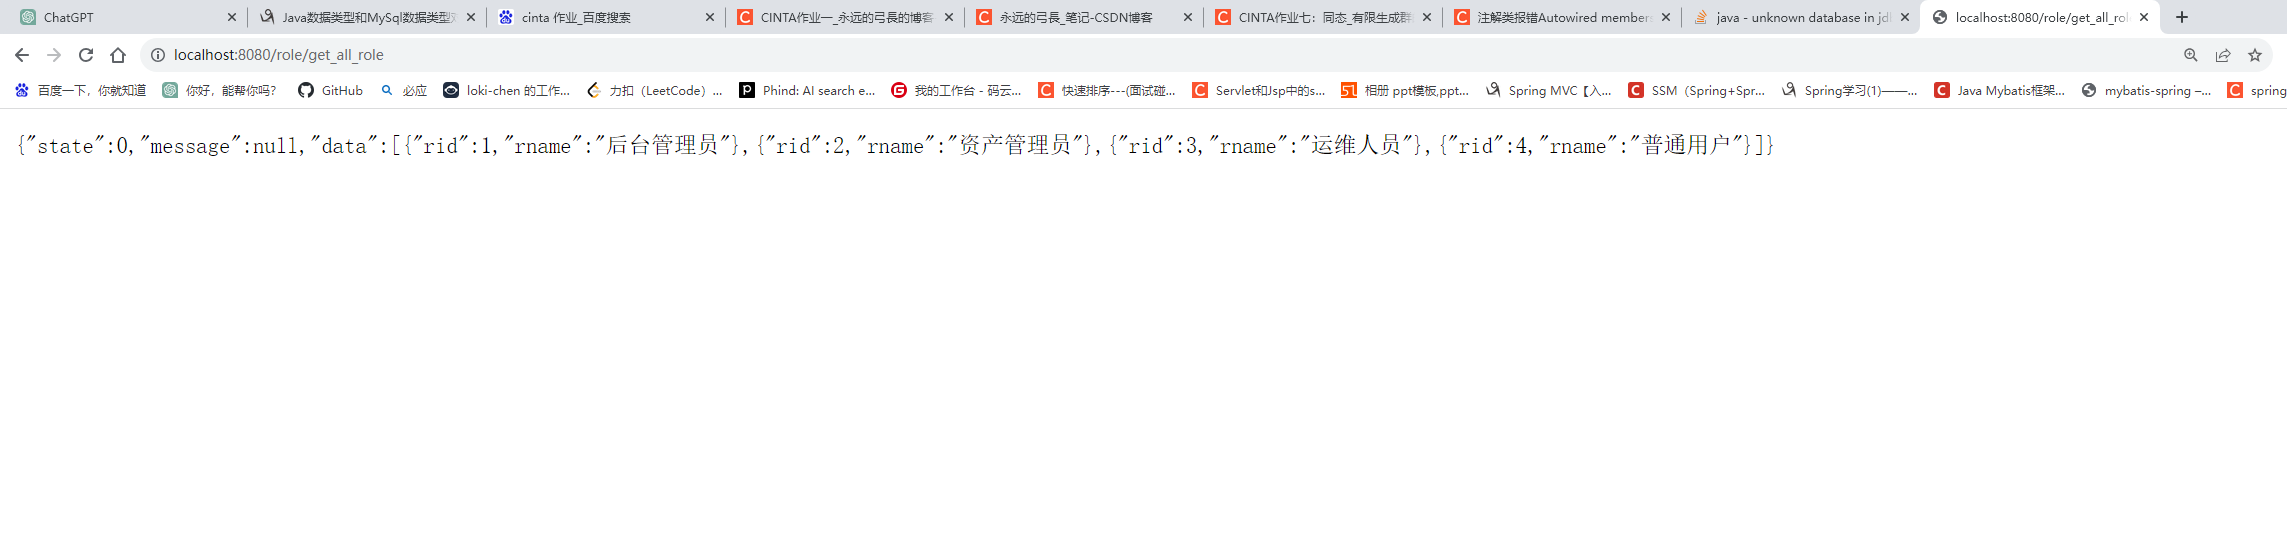 ChatGPT Java数据类型和MySql数据类型 cinta 作业_百度搜索 CINTA作业一_永远的弓長的博客 永远的弓長_笔记-CSDN博客 CINTA作业七：同态_有限生成群 注解类报错Autowired members java - unknown database in jd localhost:8080/role/get_all_rol
localhost:8080/role/get_all_role
百度一下，你就知道 你好，能帮你吗？ GitHub 必应 loki-chen 的工作... 力扣（LeetCode）... Phind: AI search e... 我的工作台 - 码云... 快速排序---(面试碰... Servlet和Jsp中的s... 相册 ppt模板,ppt... Spring MVC【入... SSM（Spring+Spr... Spring学习(1)——... Java Mybatis框架... mybatis-spring –... spring
{"state":0,"message":null,"data":[{"rid":1,"rname":"后台管理员"},{"rid":2,"rname":"资产管理员"},{"rid":3,"rname":"运维人员"},{"rid":4,"rname":"普通用户"}]}